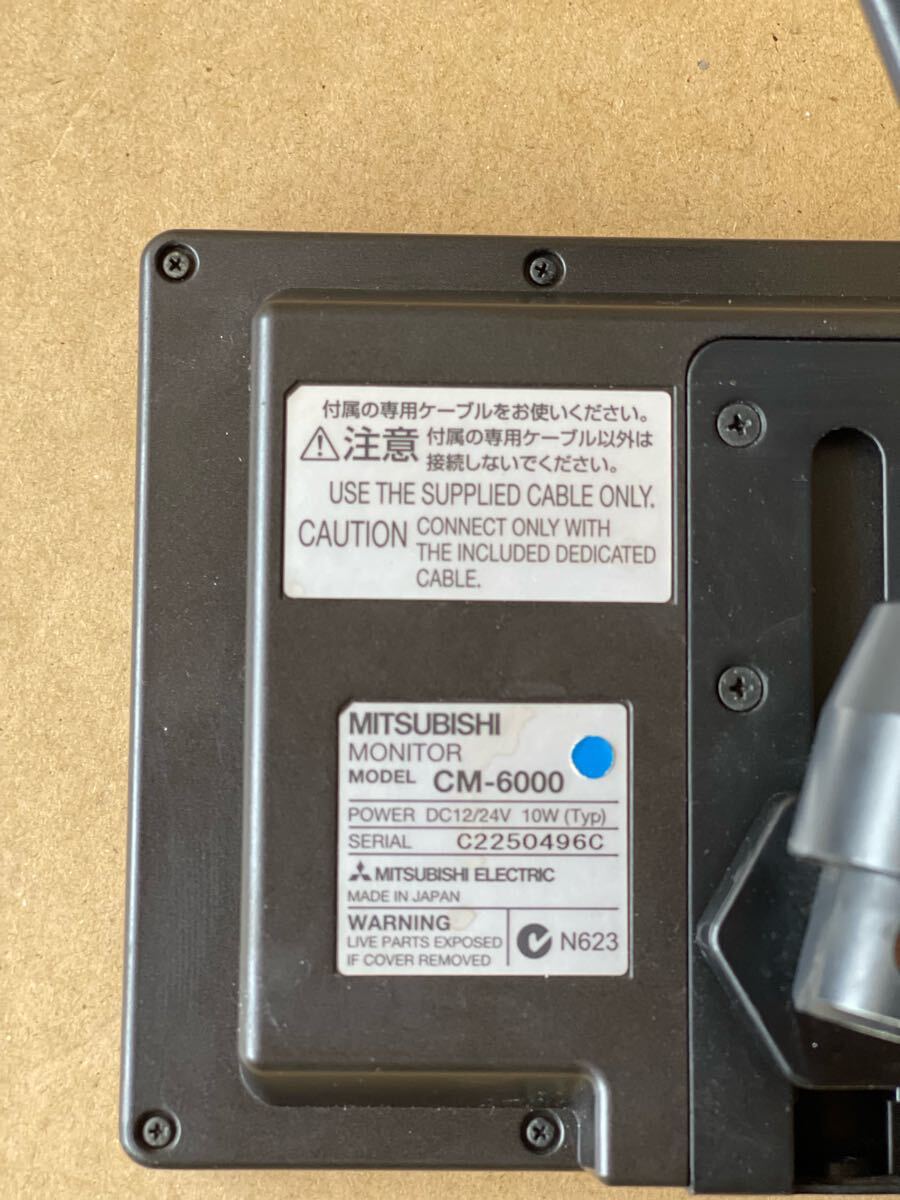 付属の専用ケーブルをお使いください。
⚠注意 付属の専用ケーブル以外は
接続しないでください。
USE THE SUPPLIED CABLE ONLY.
CAUTION CONNECT ONLY WITH
THE INCLUDED DEDICATED
CABLE.
MITSUBISHI
MONITOR
MODEL CM-6000
POWER DC12/24V 10W (Typ)
SERIAL C2250496C
MITSUBISHI ELECTRIC
MADE IN JAPAN
WARNING
LIVE PARTS EXPOSED
IF COVER REMOVED
N623